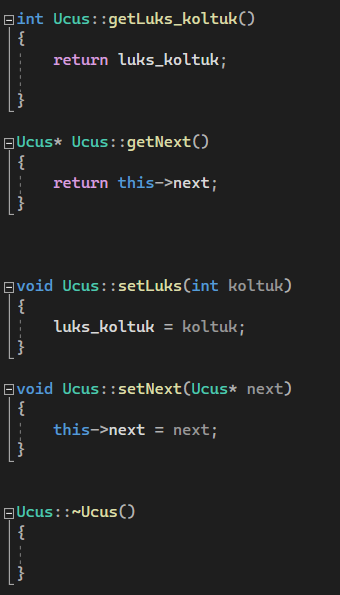 int Ucus::getLuks_koltuk()
{
return luks_koltuk;
}
Ucus* Ucus::getNext()
{
return this->next;
}
void Ucus::setLuks(int koltuk)
{
luks_koltuk = koltuk;
}
void Ucus::setNext(Ucus* next)
{
this->next = next;
}
Ucus::~Ucus()
{
}